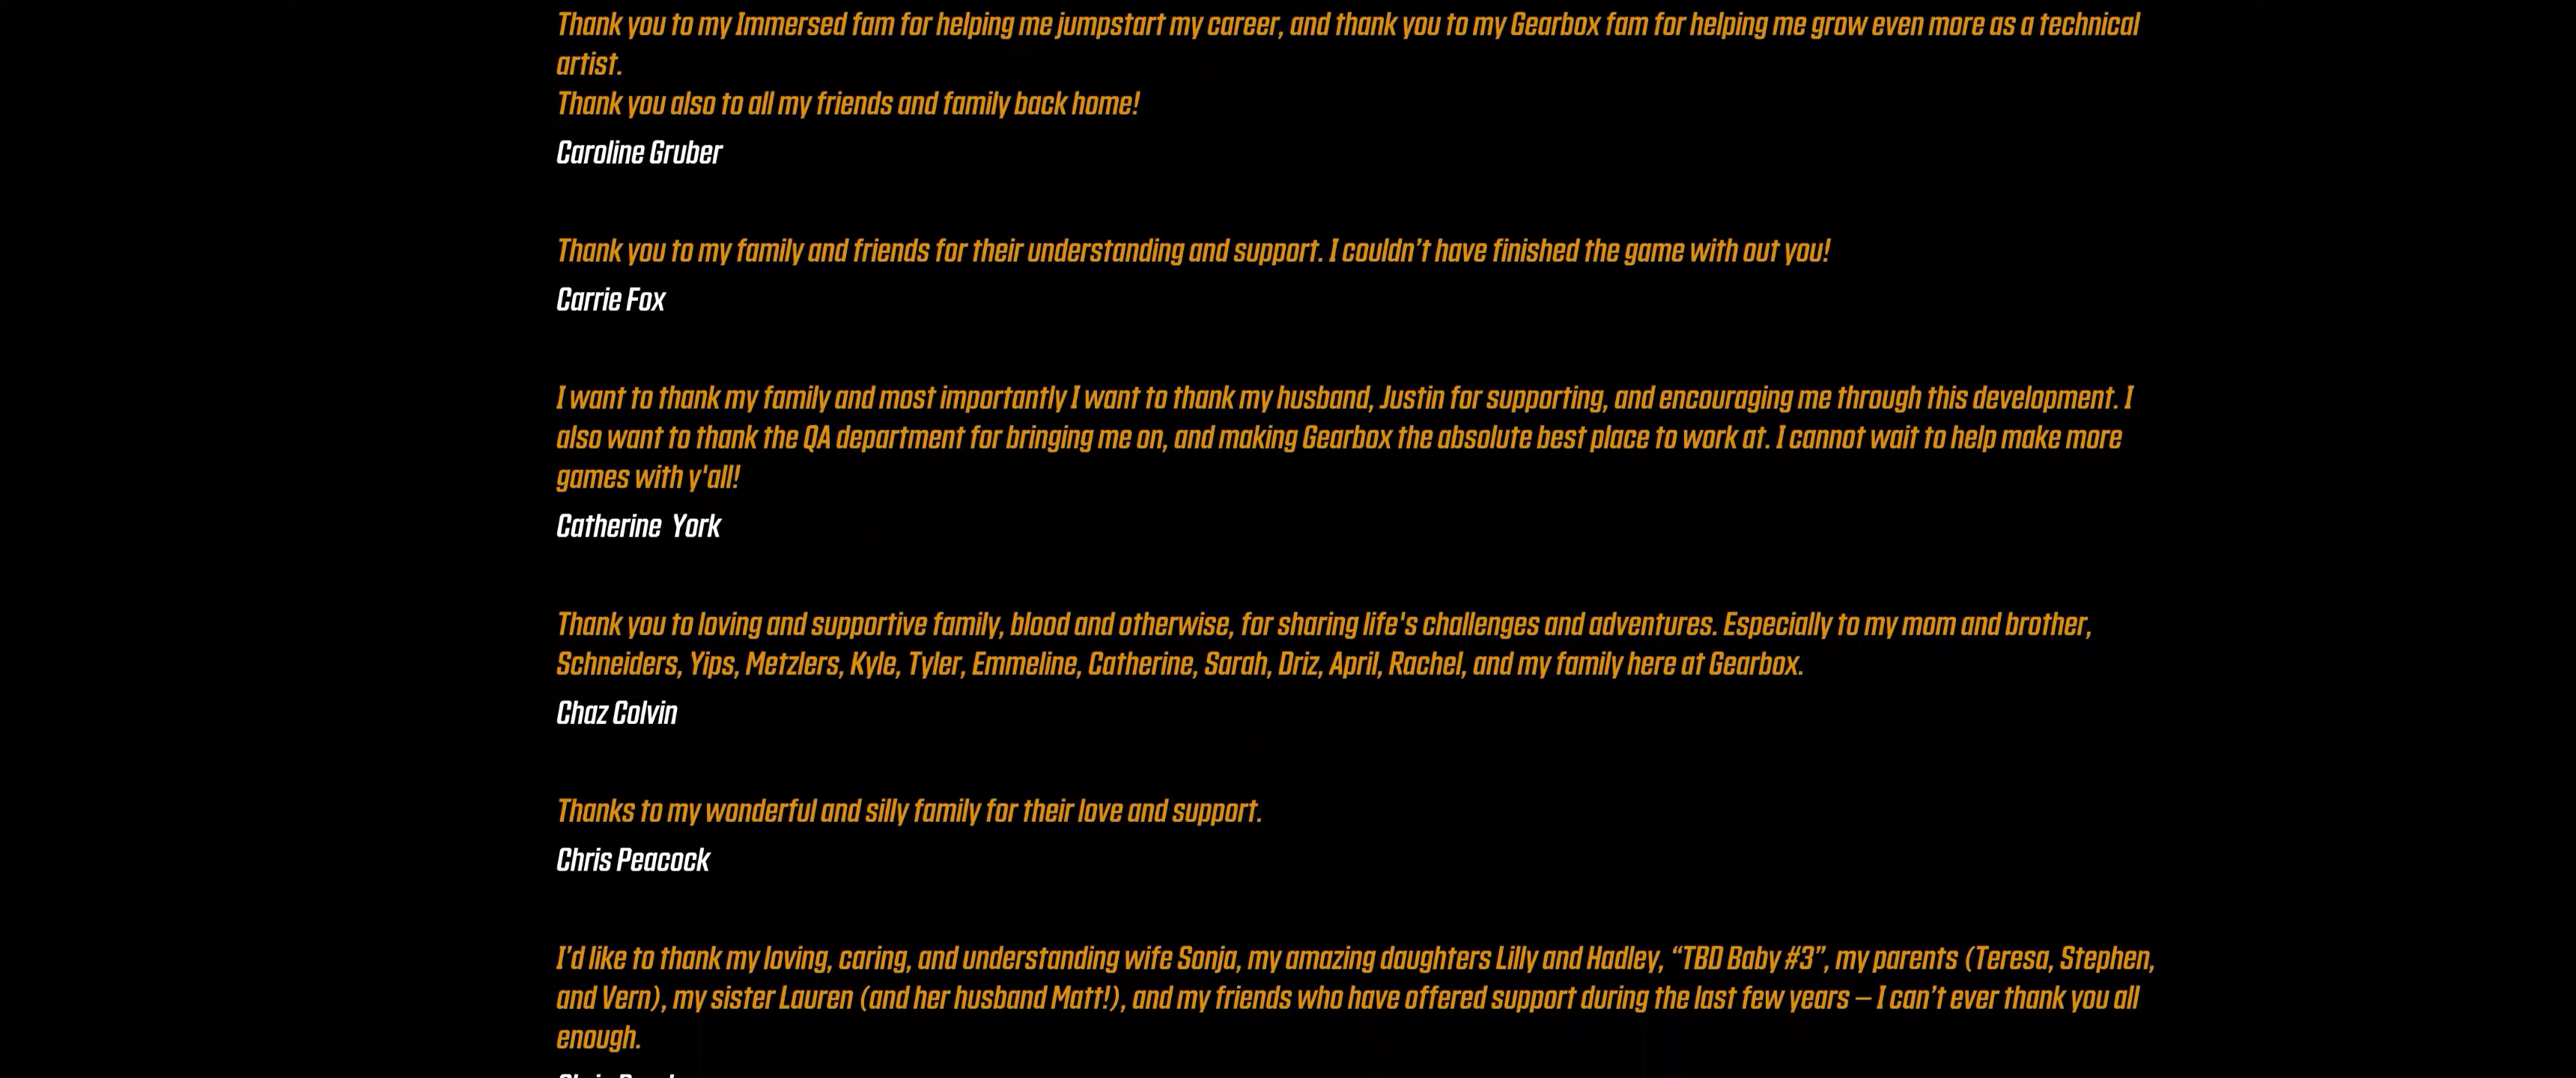 Thank you to my Immersed fam for helping me jumpstart my career, and thank you to my Gearbox fam for helping me grow even more as a technical
artist.
Thank you also to all my friends and family back home!
Caroline Gruber
Thank you to my family and friends for their understanding and support. I couldn’t have finished the game with out you!
Carrie Fox
I want to thank my family and most importantly I want to thank my husband, Justin for supporting, and encouraging me through this development. I
also want to thank the QA department for bringing me on, and making Gearbox the absolute best place to work at. I cannot wait to help make more
games with y'all!
Catherine  York
Thank you to loving and supportive family, blood and otherwise, for sharing life's challenges and adventures. Especially to my mom and brother,
Schneiders, Yips, Metzlers, Kyle, Tyler, Emmeline, Catherine, Sarah, Driz, April, Rachel, and my family here at Gearbox.
Chaz Colvin
Thanks to my wonderful and silly family for their love and support.
Chris Peacock
I’d like to thank my loving, caring, and understanding wife Sonja, my amazing daughters Lilly and Hadley, “TBD Baby #3”, my parents (Teresa, Stephen,
and Vern), my sister Lauren (and her husband Matt!), and my friends who have offered support during the last few years – I can’t ever thank you all
enough.